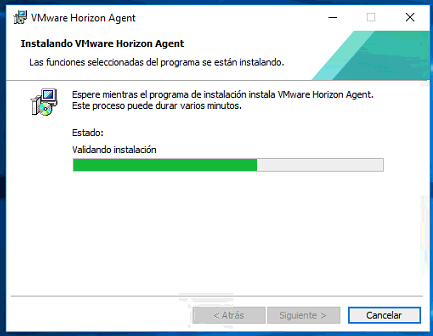 VMware Horizon Agent
Instalando VMware Horizon Agent
Las funciones seleccionadas del programa se están instalando.
Espere mientras el programa de instalación instala VMware Horizon Agent.
Este proceso puede durar varios minutos.
Estado:
Validando instalación
< Atrás
Siguiente >
Cancelar